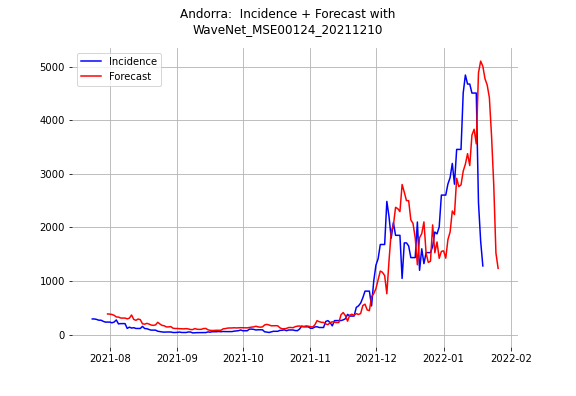 Andorra:  Incidence + Forecast with
WaveNet_MSE00124_20211210
Incidence
Forecast
5000
4000
3000
2000
1000
0
2021-08 2021-09 2021-10 2021-11 2021-12 2022-01 2022-02